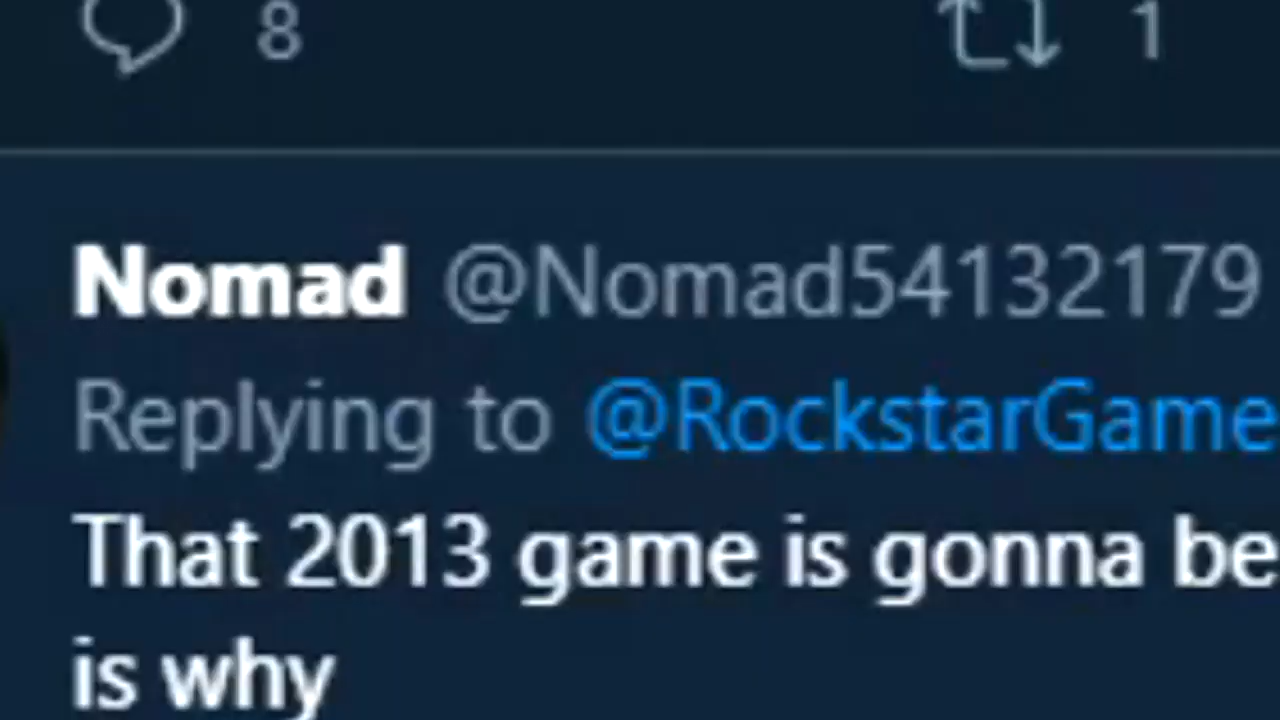 8 1
Nomad @Nomad54132179
Replying to @RockstarGame
That 2013 game is gonna be
is why